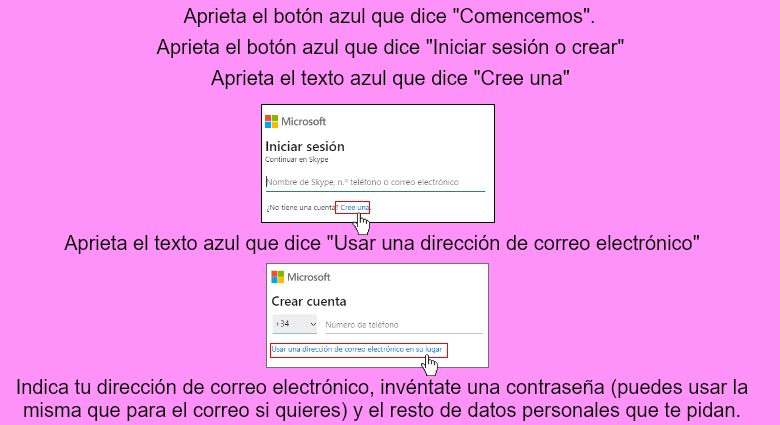 Aprieta el botón azul que dice "Comencemos".
Aprieta el botón azul que dice "Iniciar sesión o crear"
Aprieta el texto azul que dice "Cree una"
Microsoft
Iniciar sesión
Continuar en Skype
Nombre de Skype, n.º teléfono o correo electrónico
¿No tiene una cuenta? Cree una.
Aprieta el texto azul que dice "Usar una dirección de correo electrónico"
Microsoft
Crear cuenta
+34 Número de teléfono
Usar una dirección de correo electrónico en su lugar
Indica tu dirección de correo electrónico, invéntate una contraseña (puedes usar la
misma que para el correo si quieres) y el resto de datos personales que te pidan.